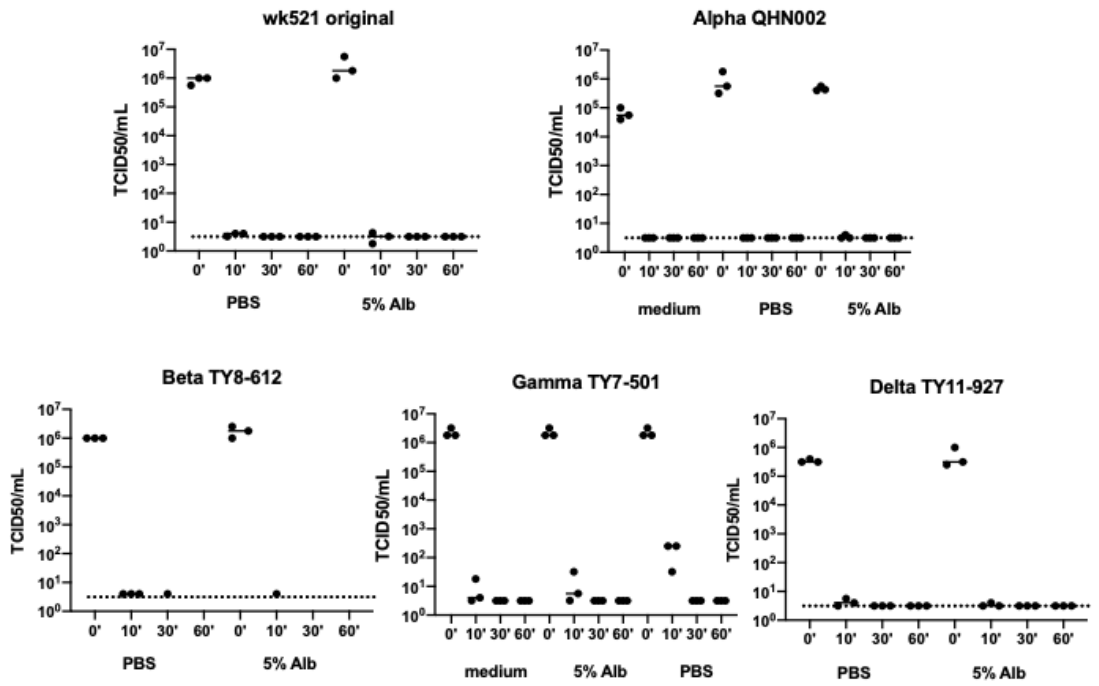 wk521 original
TCID50/mL
10⁷
10⁶
10⁵
10⁴
10³
10²
10¹
10⁰
0' 10' 30' 60' 0' 10' 30' 60'
PBS 5% Alb
Alpha QHN002
TCID50/mL
10⁷
10⁶
10⁵
10⁴
10³
10²
10¹
10⁰
0' 10' 30' 60' 0' 10' 30' 60' 0' 10' 30' 60'
medium PBS 5% Alb
Beta TY8-612
TCID50/mL
10⁷
10⁶
10⁵
10⁴
10³
10²
10¹
10⁰
0' 10' 30' 60' 0' 10' 30' 60'
PBS 5% Alb
Gamma TY7-501
TCID50/mL
10⁷
10⁶
10⁵
10⁴
10³
10²
10¹
10⁰
0' 10' 30' 60' 0' 10' 30' 60' 0' 10' 30' 60'
medium 5% Alb PBS
Delta TY11-927
TCID50/mL
10⁷
10⁶
10⁵
10⁴
10³
10²
10¹
10⁰
0' 10' 30' 60' 0' 10' 30' 60'
PBS 5% Alb